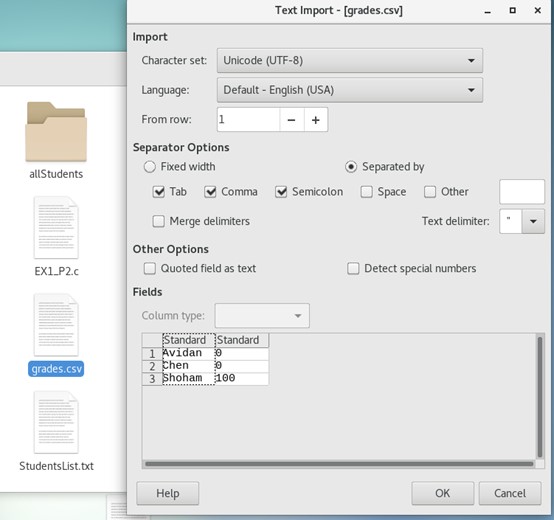 Text Import - [grades.csv]
Import
Character set: Unicode (UTF-8)
Language: Default - English (USA)
From row: 1
Separator Options
Fixed width Separated by
Tab Comma Semicolon Space Other
Merge delimiters Text delimiter: "
Other Options
Quoted field as text Detect special numbers
Fields
Column type:
Standard Standard
1 Avidan 0
2 Chen 0
3 Shoham 100
Help OK Cancel
allStudents
EX1_P2.c
grades.csv
StudentsList.txt